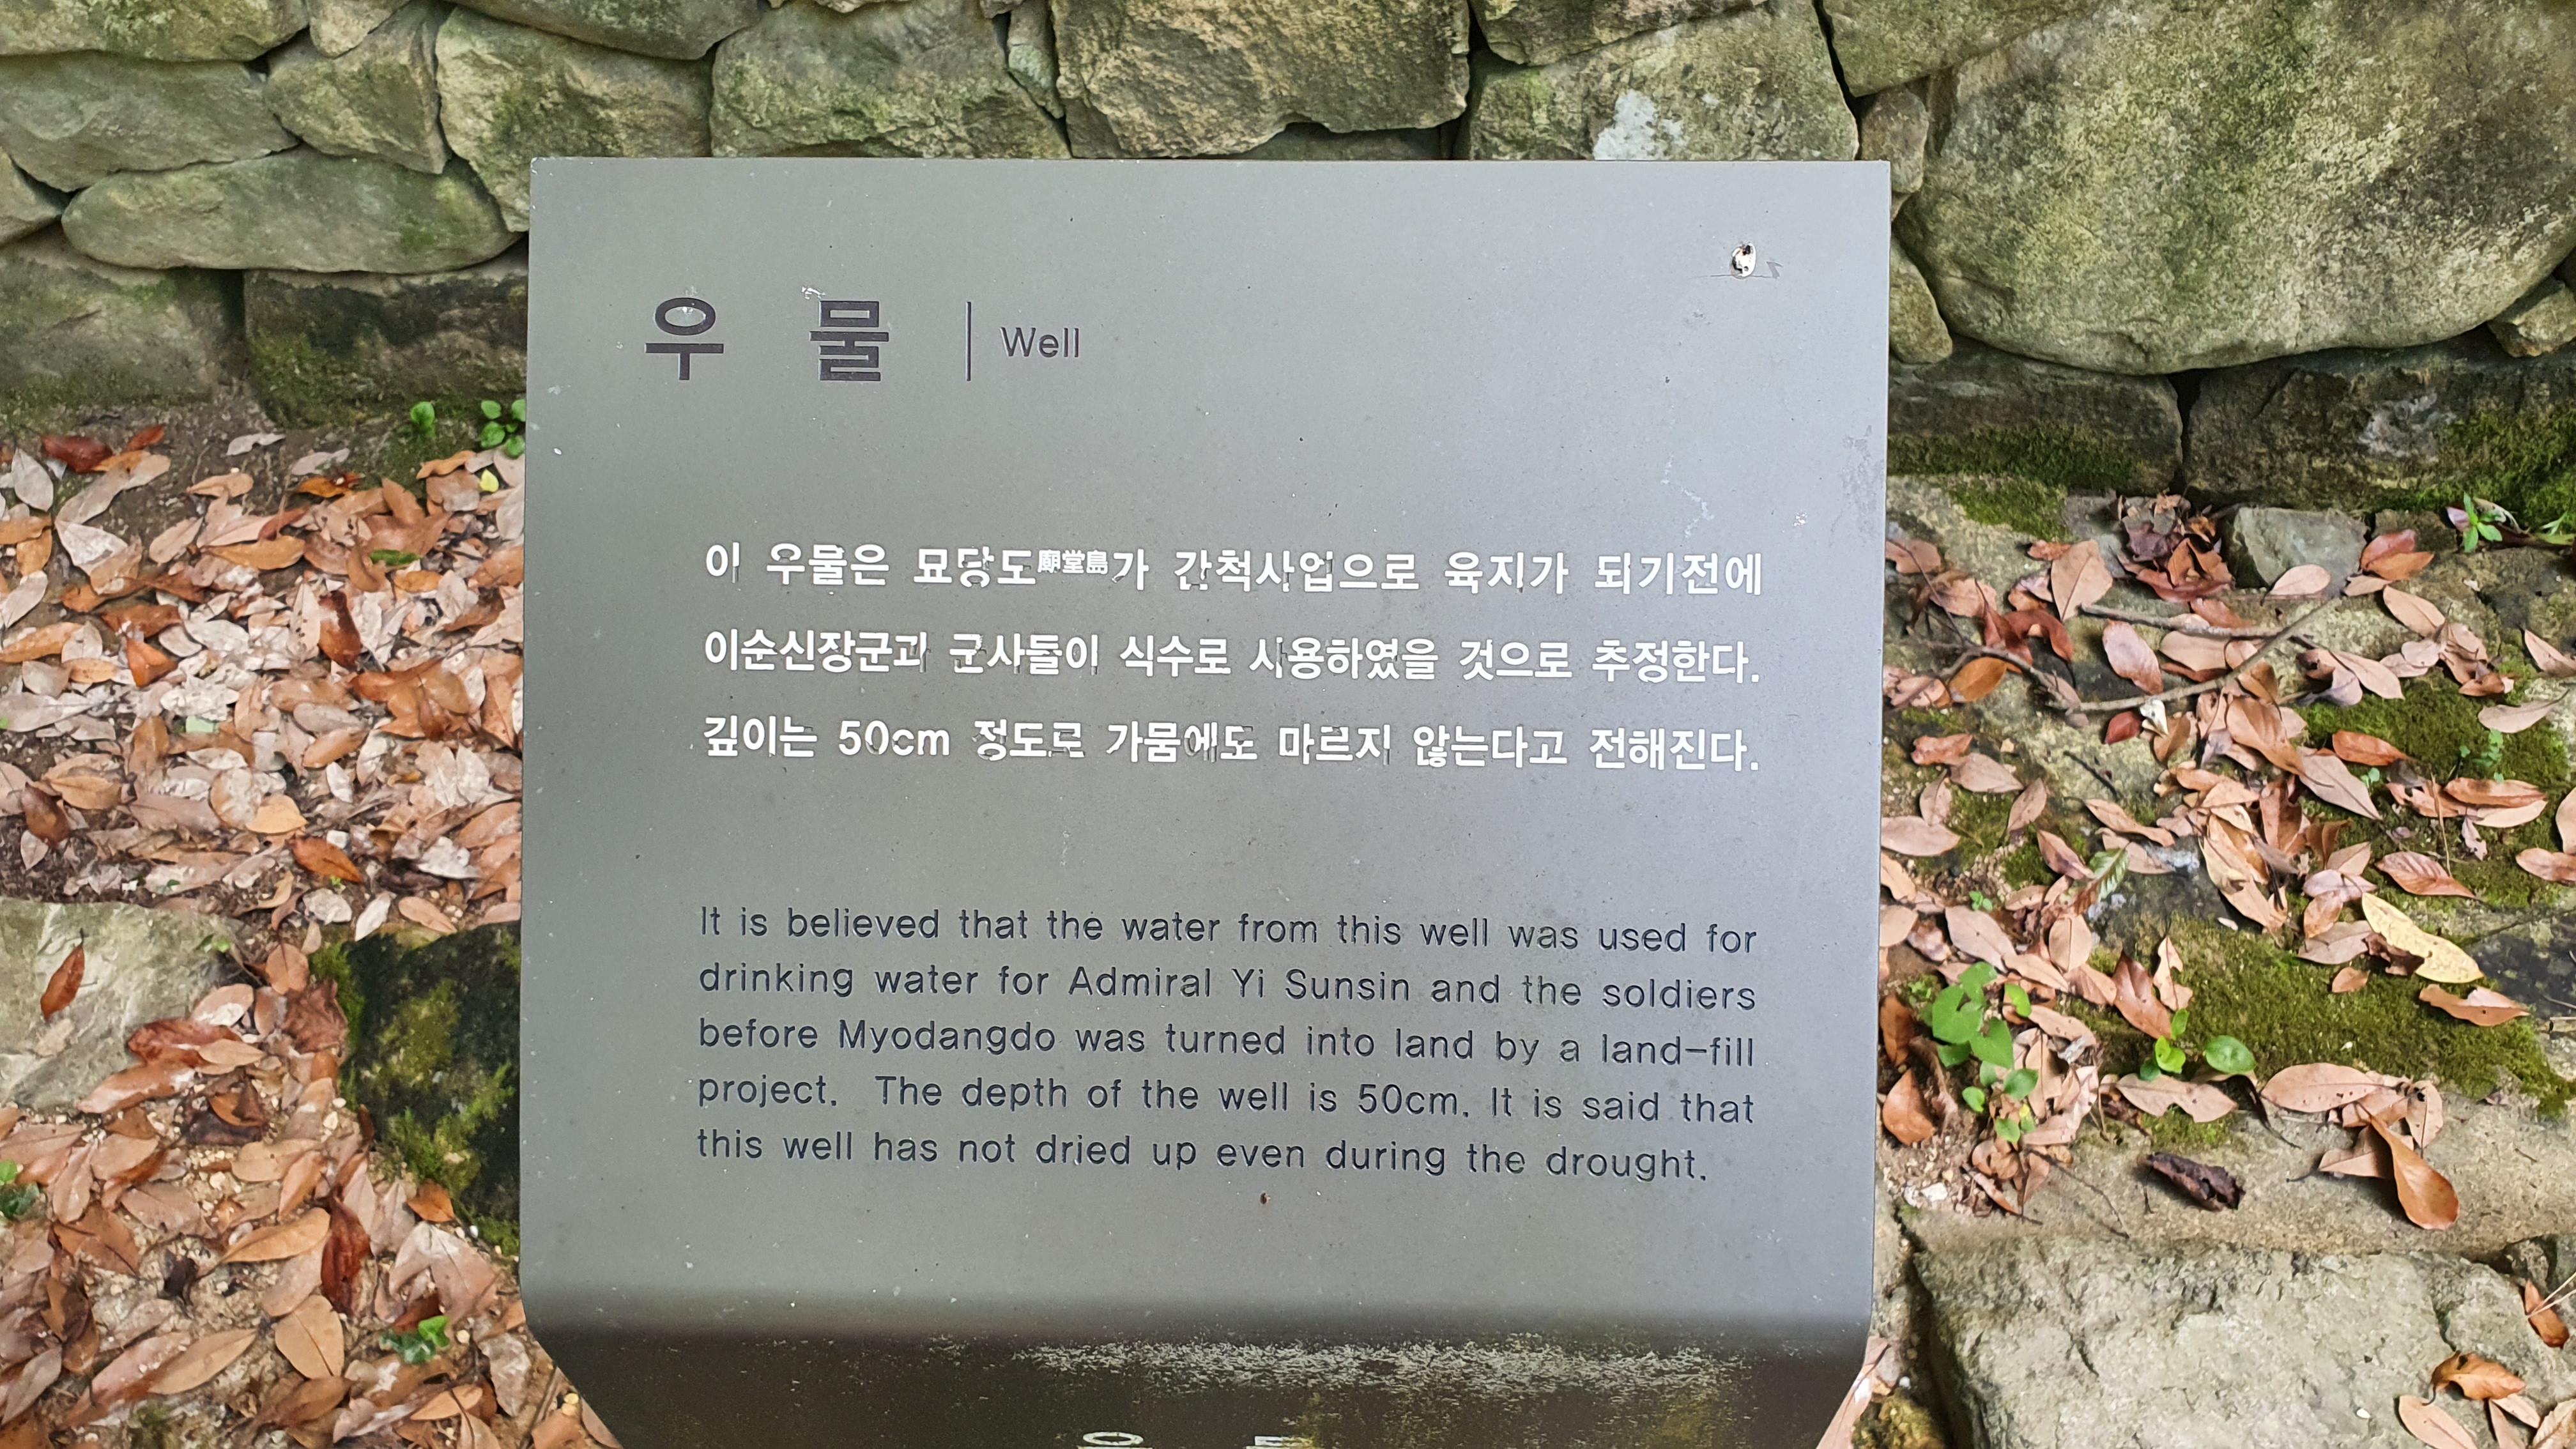 우 물 | Well
이 우물은 묘당도廟堂島가 간척사업으로 육지가 되기전에
이순신장군과 군사들이 식수로 사용하였을 것으로 추정한다.
깊이는 50cm 정도로 가뭄에도 마르지 않는다고 전해진다.
It is believed that the water from this well was used for
drinking water for Admiral Yi Sunsin and the soldiers
before Myodangdo was turned into land by a land-fill
project. The depth of the well is 50cm. It is said that
this well has not dried up even during the drought.